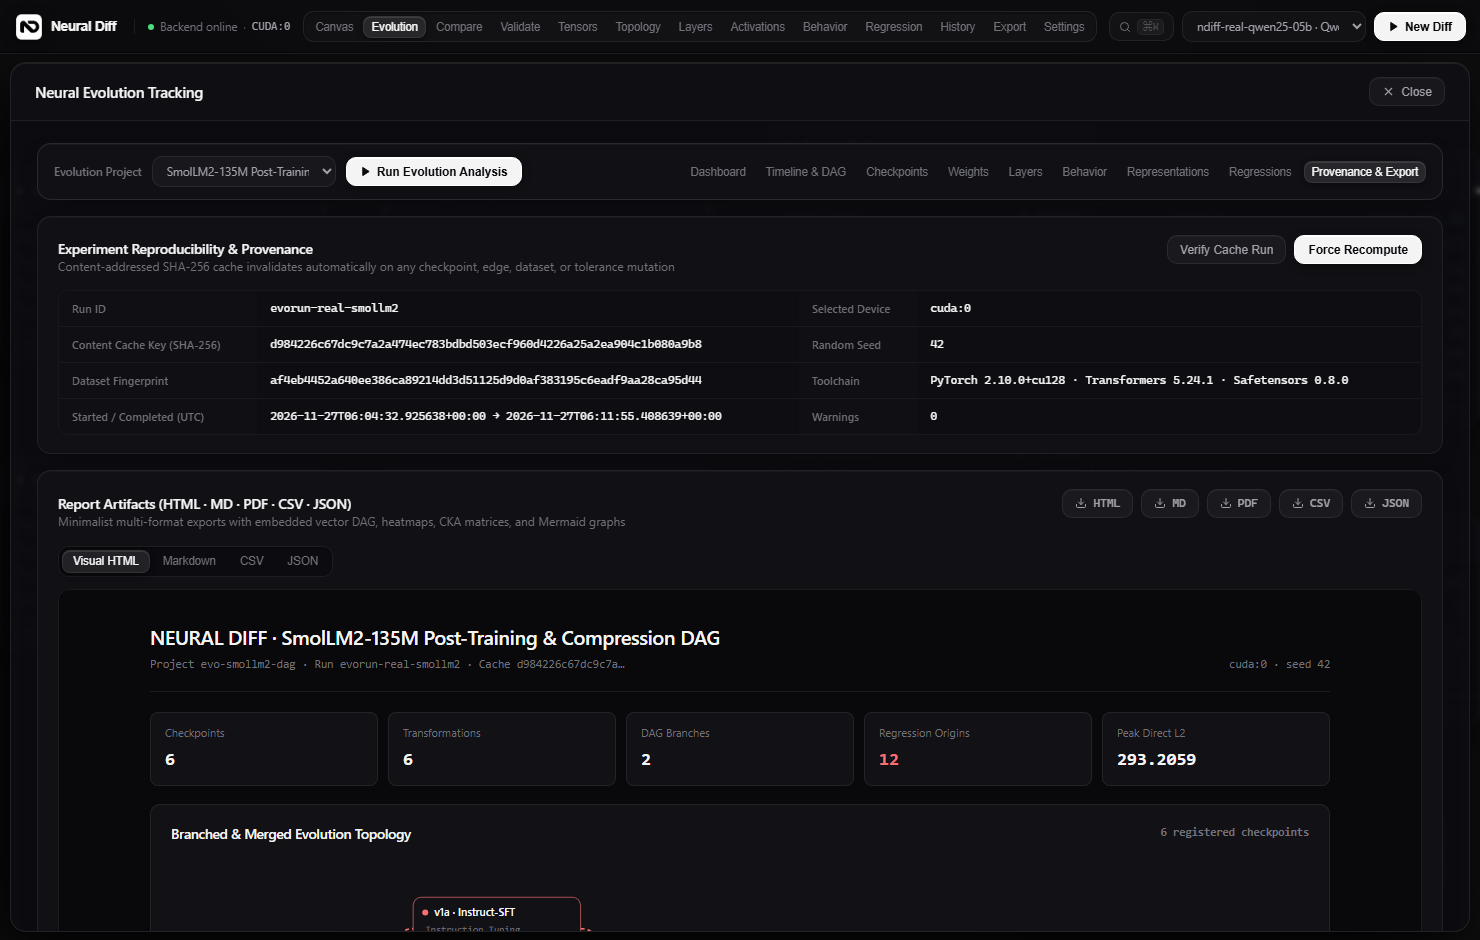 Neural Diff
Backend online · CUDA:0
Canvas Evolution Compare Validate Tensors Topology Layers Activations Behavior Regression History Export Settings
⌘K
ndiff-real-qwen25-05b · Qw
New Diff
Neural Evolution Tracking
Close
Evolution Project
SmolLM2-135M Post-Trainin
Run Evolution Analysis
Dashboard Timeline & DAG Checkpoints Weights Layers Behavior Representations Regressions Provenance & Export
Experiment Reproducibility & Provenance
Content-addressed SHA-256 cache invalidates automatically on any checkpoint, edge, dataset, or tolerance mutation
Verify Cache Run
Force Recompute
Run ID evorun-real-smollm2 Selected Device cuda:0
Content Cache Key (SHA-256) d984226c67dc9c7a2a474ec783bdbd503ecf960d4226a25a2ea904c1b080a9b8 Random Seed 42
Dataset Fingerprint af4eb4452a640ee386ca89214dd3d51125d9d0af383195c6eadf9aa28ca95d44 Toolchain PyTorch 2.10.0+cu128 · Transformers 5.24.1 · Safetensors 0.8.0
Started / Completed (UTC) 2026-11-27T06:04:32.925638+00:00 → 2026-11-27T06:11:55.408639+00:00 Warnings 0
Report Artifacts (HTML · MD · PDF · CSV · JSON)
Minimalist multi-format exports with embedded vector DAG, heatmaps, CKA matrices, and Mermaid graphs
HTML MD PDF CSV JSON
Visual HTML Markdown CSV JSON
NEURAL DIFF · SmolLM2-135M Post-Training & Compression DAG
Project evo-smollm2-dag · Run evorun-real-smollm2 · Cache d984226c67dc9c7a…
cuda:0 · seed 42
Checkpoints
6
Transformations
6
DAG Branches
2
Regression Origins
12
Peak Direct L2
293.2059
Branched & Merged Evolution Topology
6 registered checkpoints
v1a · Instruct-SFT
Instruction Tuning